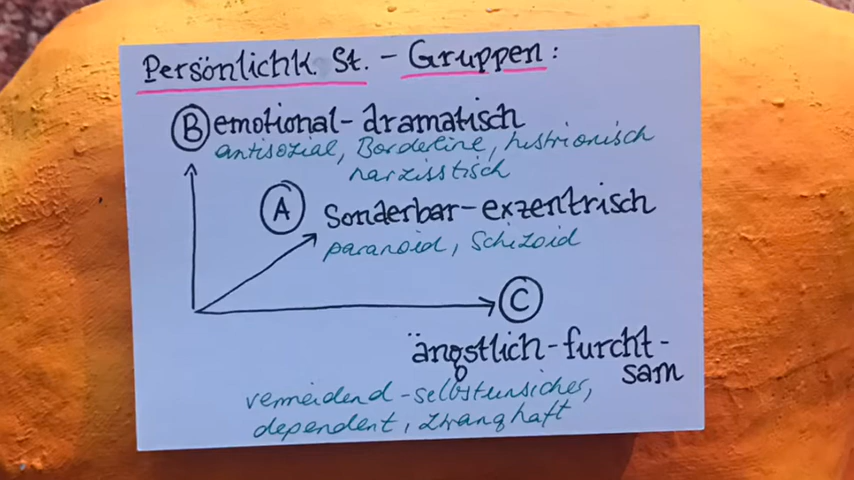 Persönlichk. St. - Gruppen:
B emotional-dramatisch
antisozial, Borderline, histrionisch
narzisstisch
A sonderbar-exzentrisch
paranoid, Schizoid
C
ängstlich-furcht-
sam
vermeidend-selbstunsicher,
dependent, zwanghaft